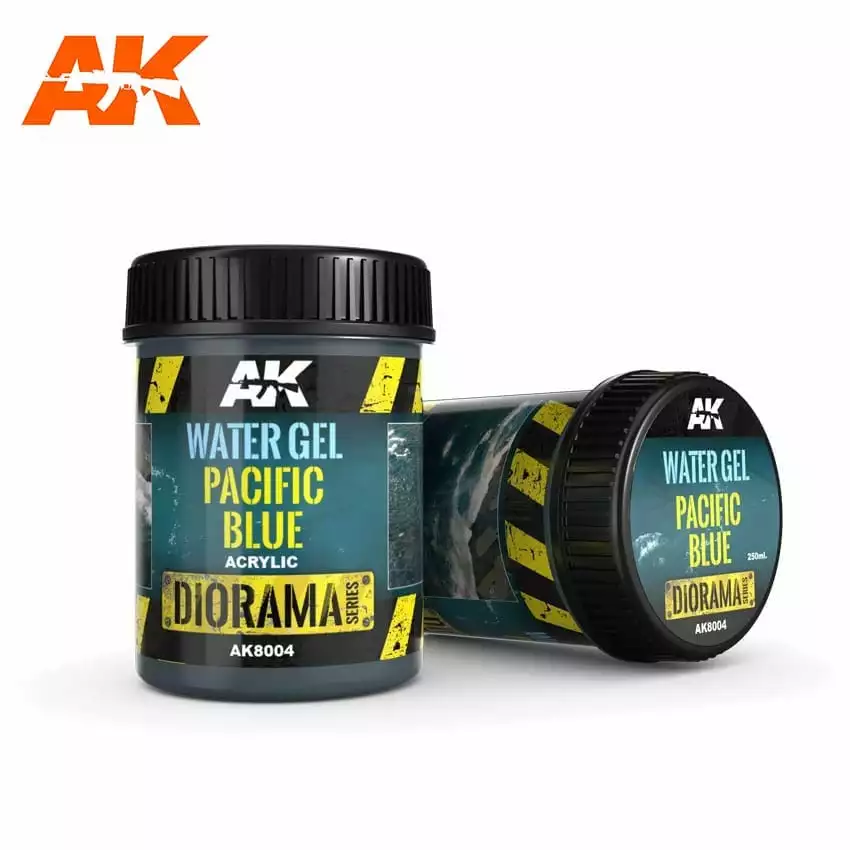 AK
AK
WATER GEL
PACIFIC
BLUE
ACRYLIC
DIORAMA SERIES
AK8004
AK
WATER GEL
PACIFIC
BLUE
250ml.
DIORAMA SERIES
AK8004